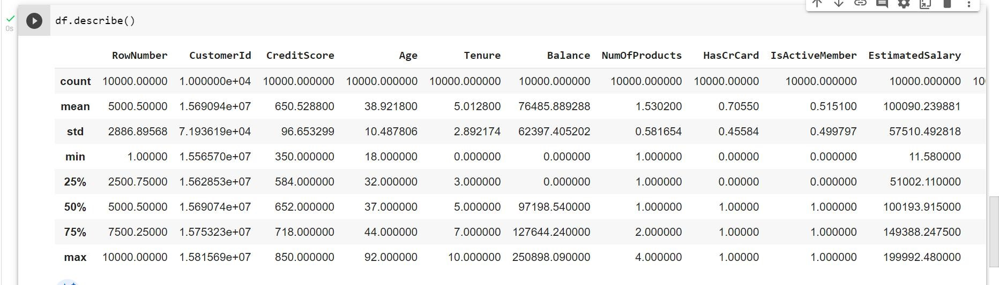 df.describe()
0s
RowNumber CustomerId CreditScore Age Tenure Balance NumOfProducts HasCrCard IsActiveMember EstimatedSalary
count 10000.00000 1.000000e+04 10000.000000 10000.000000 10000.000000 10000.000000 10000.000000 10000.00000 10000.000000 10000.000000 10
mean 5000.50000 1.569094e+07 650.528800 38.921800 5.012800 76485.889288 1.530200 0.70550 0.515100 100090.239881
std 2886.89568 7.193619e+04 96.653299 10.487806 2.892174 62397.405202 0.581654 0.45584 0.499797 57510.492818
min 1.00000 1.556570e+07 350.000000 18.000000 0.000000 0.000000 1.000000 0.00000 0.000000 11.580000
25% 2500.75000 1.562853e+07 584.000000 32.000000 3.000000 0.000000 1.000000 0.00000 0.000000 51002.110000
50% 5000.50000 1.569074e+07 652.000000 37.000000 5.000000 97198.540000 1.000000 1.00000 1.000000 100193.915000
75% 7500.25000 1.575323e+07 718.000000 44.000000 7.000000 127644.240000 2.000000 1.00000 1.000000 149388.247500
max 10000.00000 1.581569e+07 850.000000 92.000000 10.000000 250898.090000 4.000000 1.00000 1.000000 199992.480000